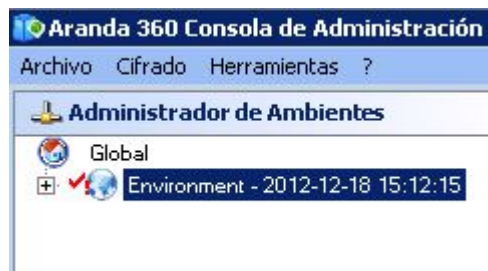 Aranda 360 Consola de Administración
Archivo Cifrado Herramientas ?
Administrador de Ambientes
Global
Environment - 2012-12-18 15:12:15